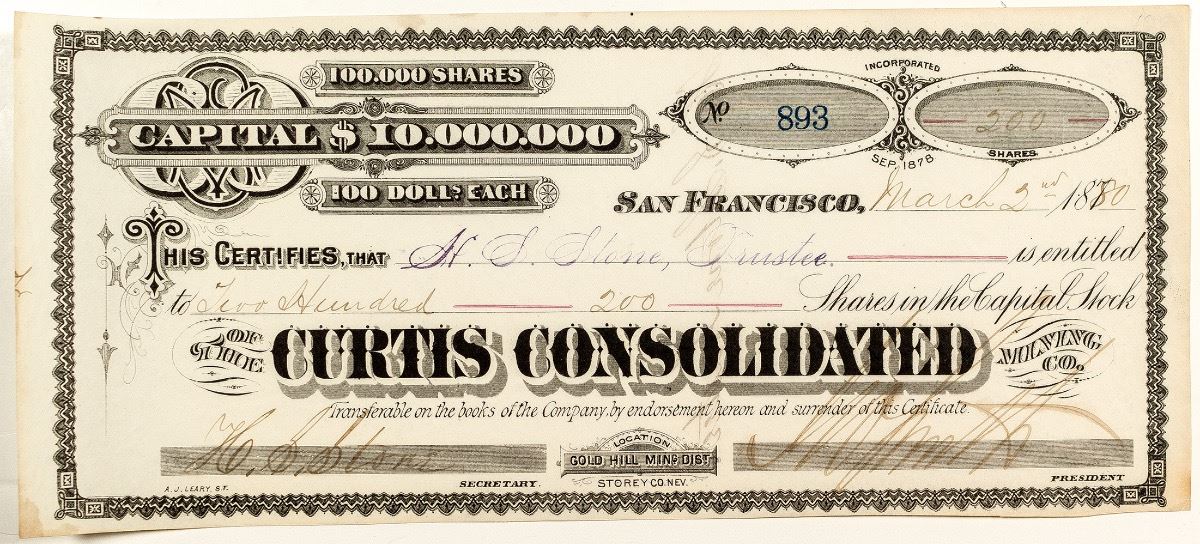 100.000 SHARES
CAPITAL $ 10.000.000
100 DOLLS EACH
No 893
INCORPORATED
SEP. 1878
200
SHARES
SAN FRANCISCO, March 2nd 1880
THIS CERTIFIES, THAT H. S. Stone, Trustee. is entitled
to Two Hundred 200 Shares in the Capital Stock
OF THE CURTIS CONSOLIDATED MINING CO.
Transferable on the books of the Company by endorsement hereon and surrender of this Certificate.
H. S. Stone
SECRETARY.
LOCATION
GOLD HILL MING DIST
STOREY CO. NEV.
PRESIDENT
A. J. LEARY, S.F.